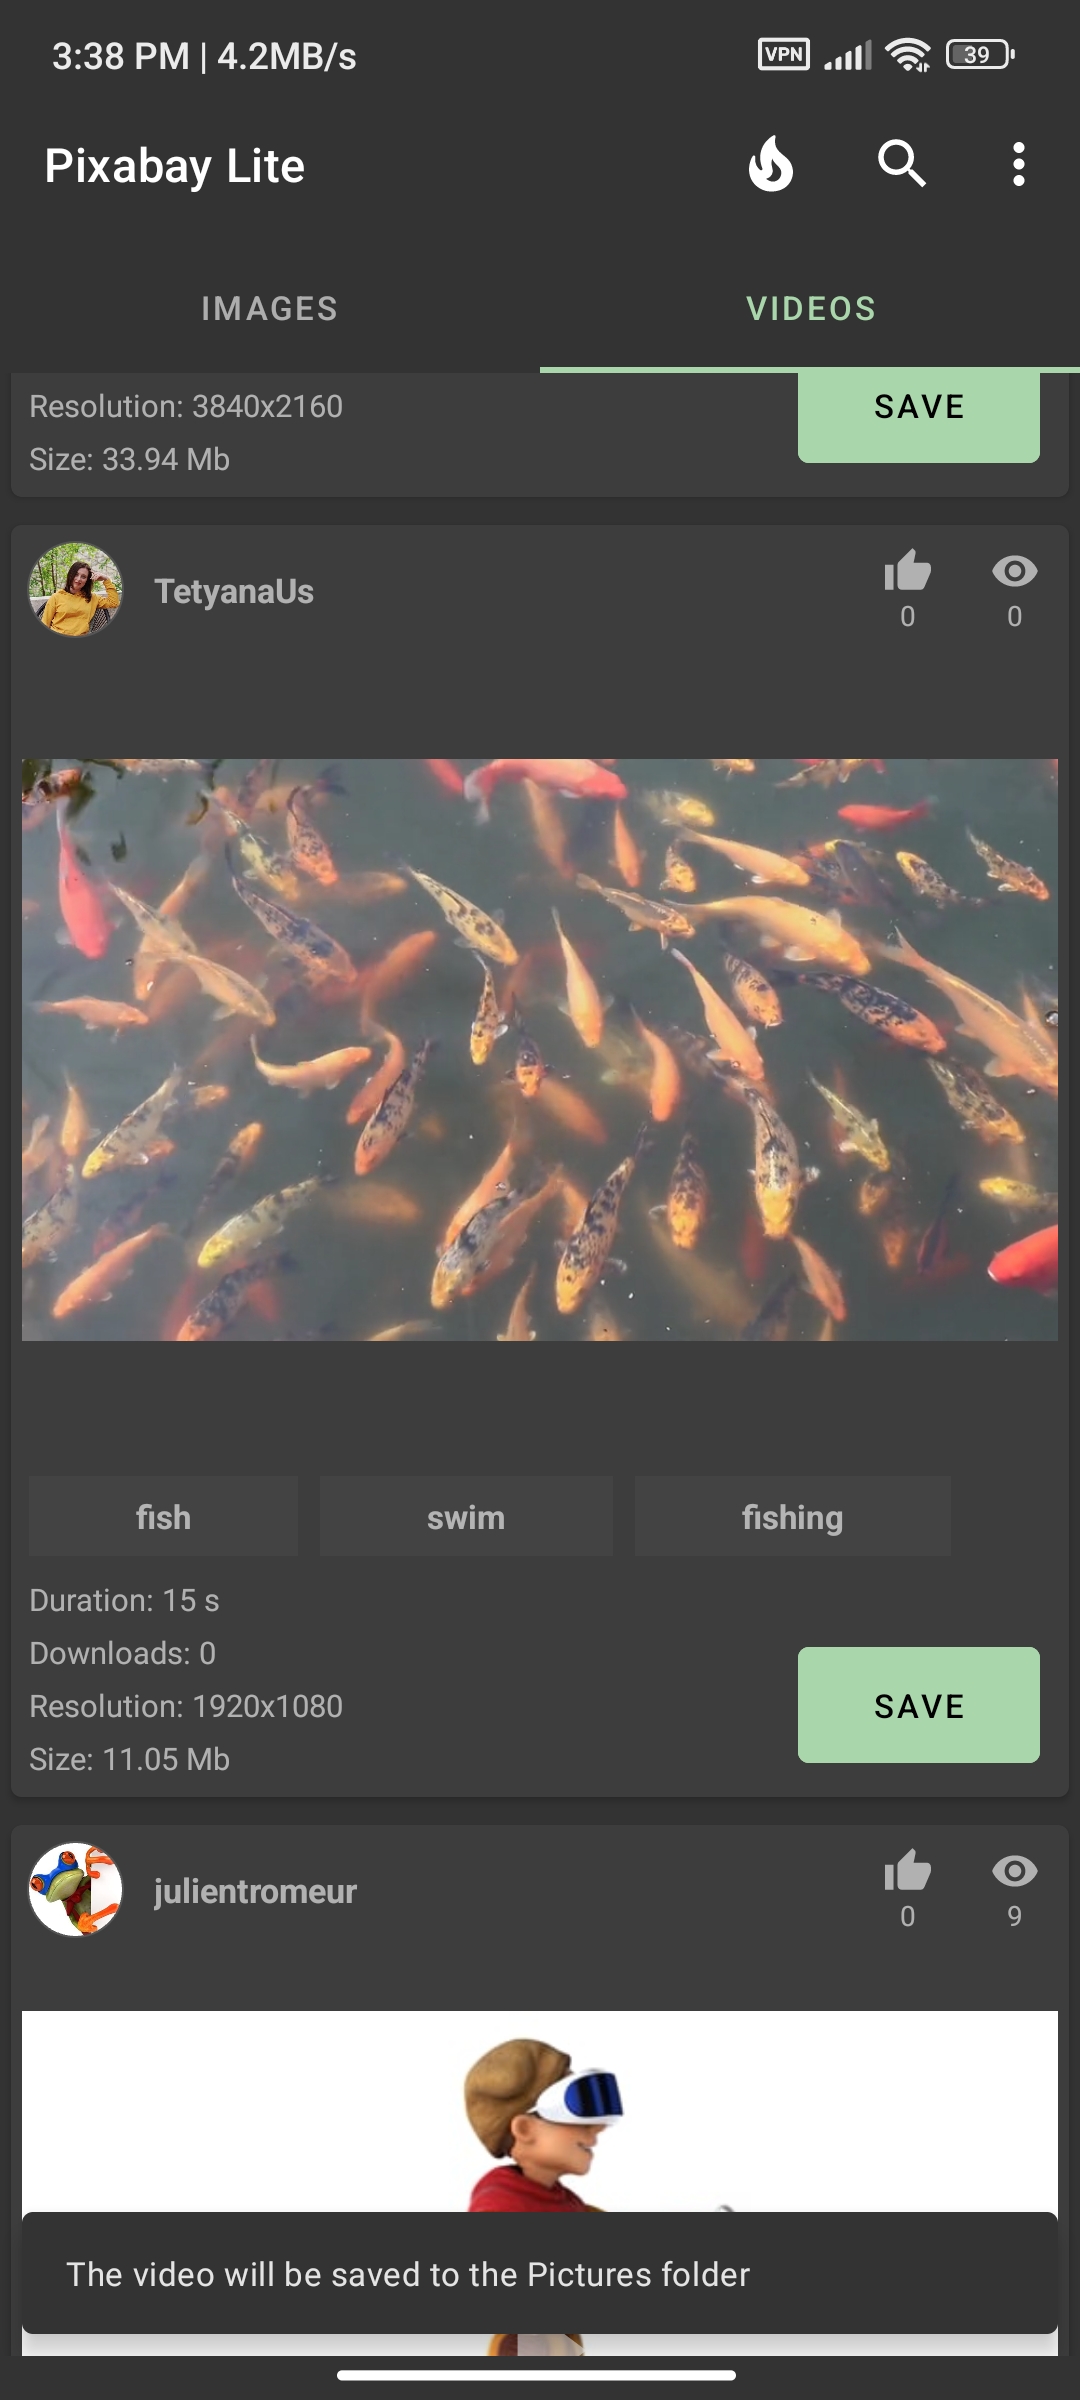 3:38 PM | 4.2MB/s
VPN
39
Pixabay Lite
IMAGES
VIDEOS
Resolution: 3840x2160
SAVE
Size: 33.94 Mb
TetyanaUs
0
0
fish
swim
fishing
Duration: 15 s
Downloads: 0
Resolution: 1920x1080
SAVE
Size: 11.05 Mb
julientromeur
0
9
The video will be saved to the Pictures folder